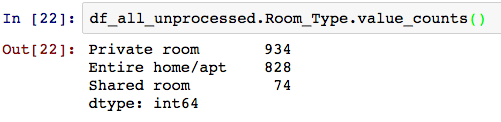 In [22]: df_all_unprocessed.Room_Type.value_counts()
Out[22]: Private room 934
Entire home/apt 828
Shared room 74
dtype: int64